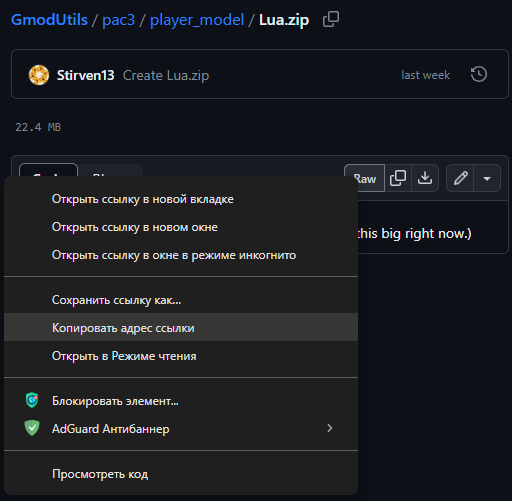 GmodUtils / pac3 / player_model / Lua.zip
Stirven13 Create Lua.zip last week
22.4 MB
Raw
this big right now.)
Открыть ссылку в новой вкладке
Открыть ссылку в новом окне
Открыть ссылку в окне в режиме инкогнито
Сохранить ссылку как...
Копировать адрес ссылки
Открыть в Режиме чтения
Блокировать элемент...
AdGuard Антибаннер
Просмотреть код